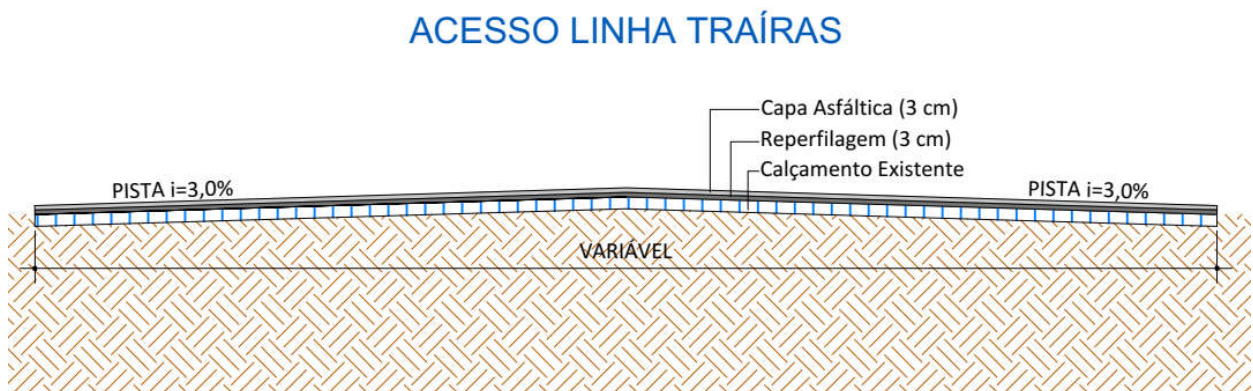 ACESSO LINHA TRAÍRAS
Capa Asfáltica (3 cm)
Reperfilagem (3 cm)
Calçamento Existente
PISTA i=3,0%
PISTA i=3,0%
VARIÁVEL